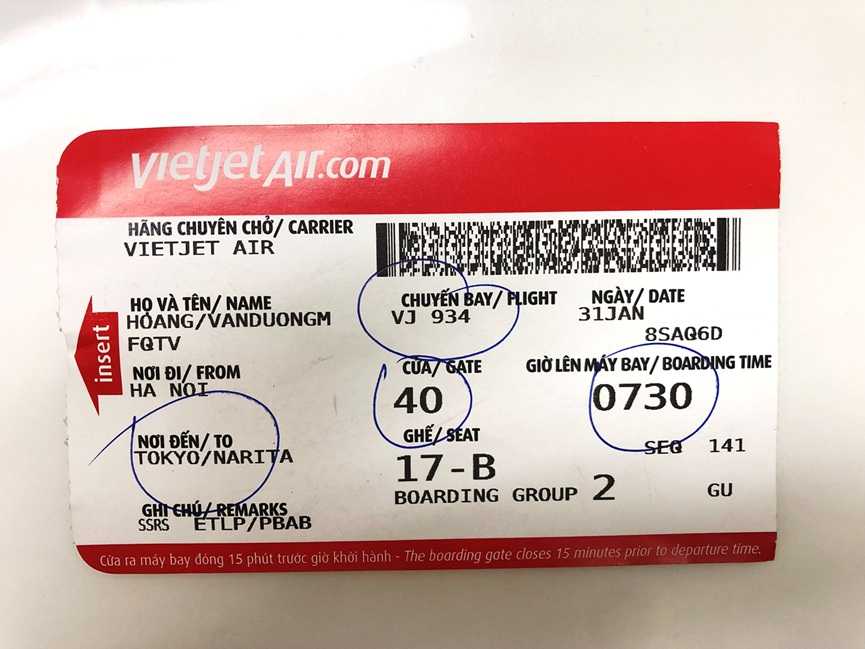 vietjetAir.com
HÃNG CHUYÊN CHỞ/ CARRIER
VIETJET AIR
HỌ VÀ TÊN/ NAME
HOANG/VANDUONGM
FQTV
CHUYẾN BAY/ FLIGHT
VJ 934
NGÀY/ DATE
31JAN
8SAQ6D
insert
NƠI ĐI/ FROM
HA NOI
CỬA/ GATE
40
GIỜ LÊN MÁY BAY/ BOARDING TIME
0730
NƠI ĐẾN/ TO
TOKYO/NARITA
GHẾ/ SEAT
17-B
SEQ 141
BOARDING GROUP 2
GU
GHI CHÚ/ REMARKS
SSRS ETLP/PBAB
Cửa ra máy bay đóng 15 phút trước giờ khởi hành - The boarding gate closes 15 minutes prior to departure time.